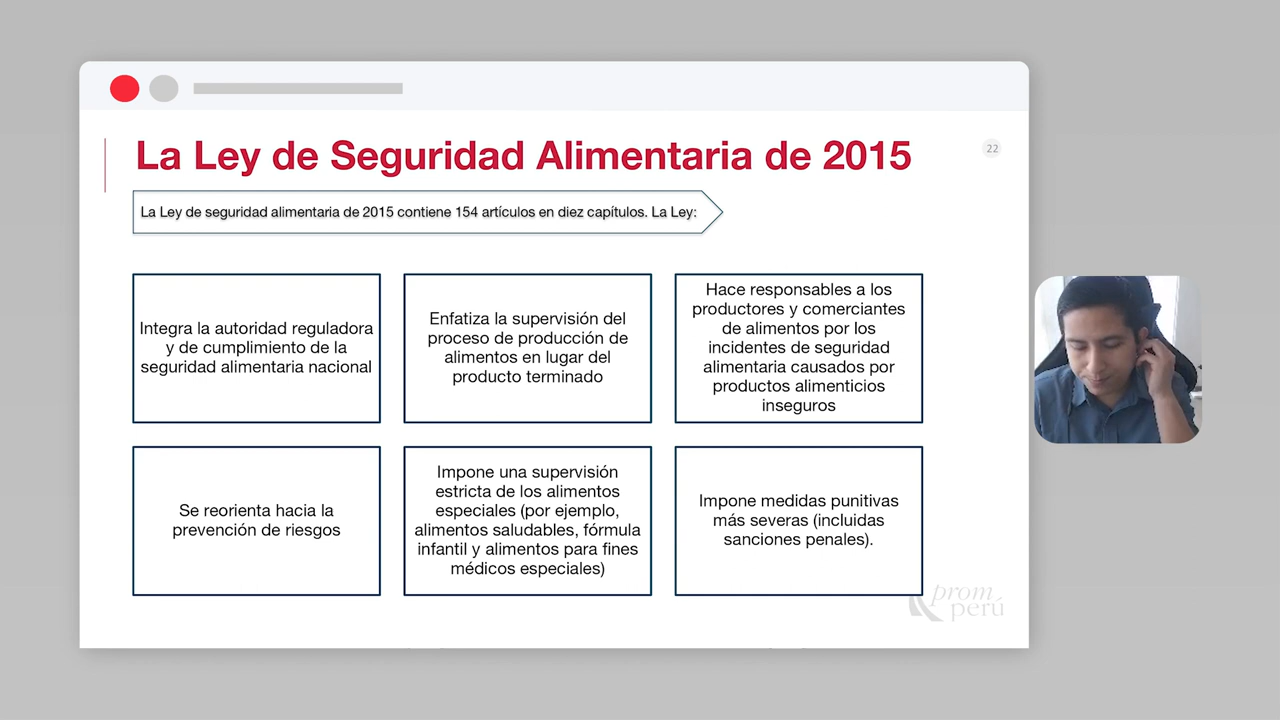 La Ley de Seguridad Alimentaria de 2015
22
La Ley de seguridad alimentaria de 2015 contiene 154 artículos en diez capítulos. La Ley:
Integra la autoridad reguladora
y de cumplimiento de la
seguridad alimentaria nacional
Enfatiza la supervisión del
proceso de producción de
alimentos en lugar del
producto terminado
Hace responsables a los
productores y comerciantes
de alimentos por los
incidentes de seguridad
alimentaria causados por
productos alimenticios
inseguros
Se reorienta hacia la
prevención de riesgos
Impone una supervisión
estricta de los alimentos
especiales (por ejemplo,
alimentos saludables, fórmula
infantil y alimentos para fines
médicos especiales)
Impone medidas punitivas
más severas (incluidas
sanciones penales).
prom
perú